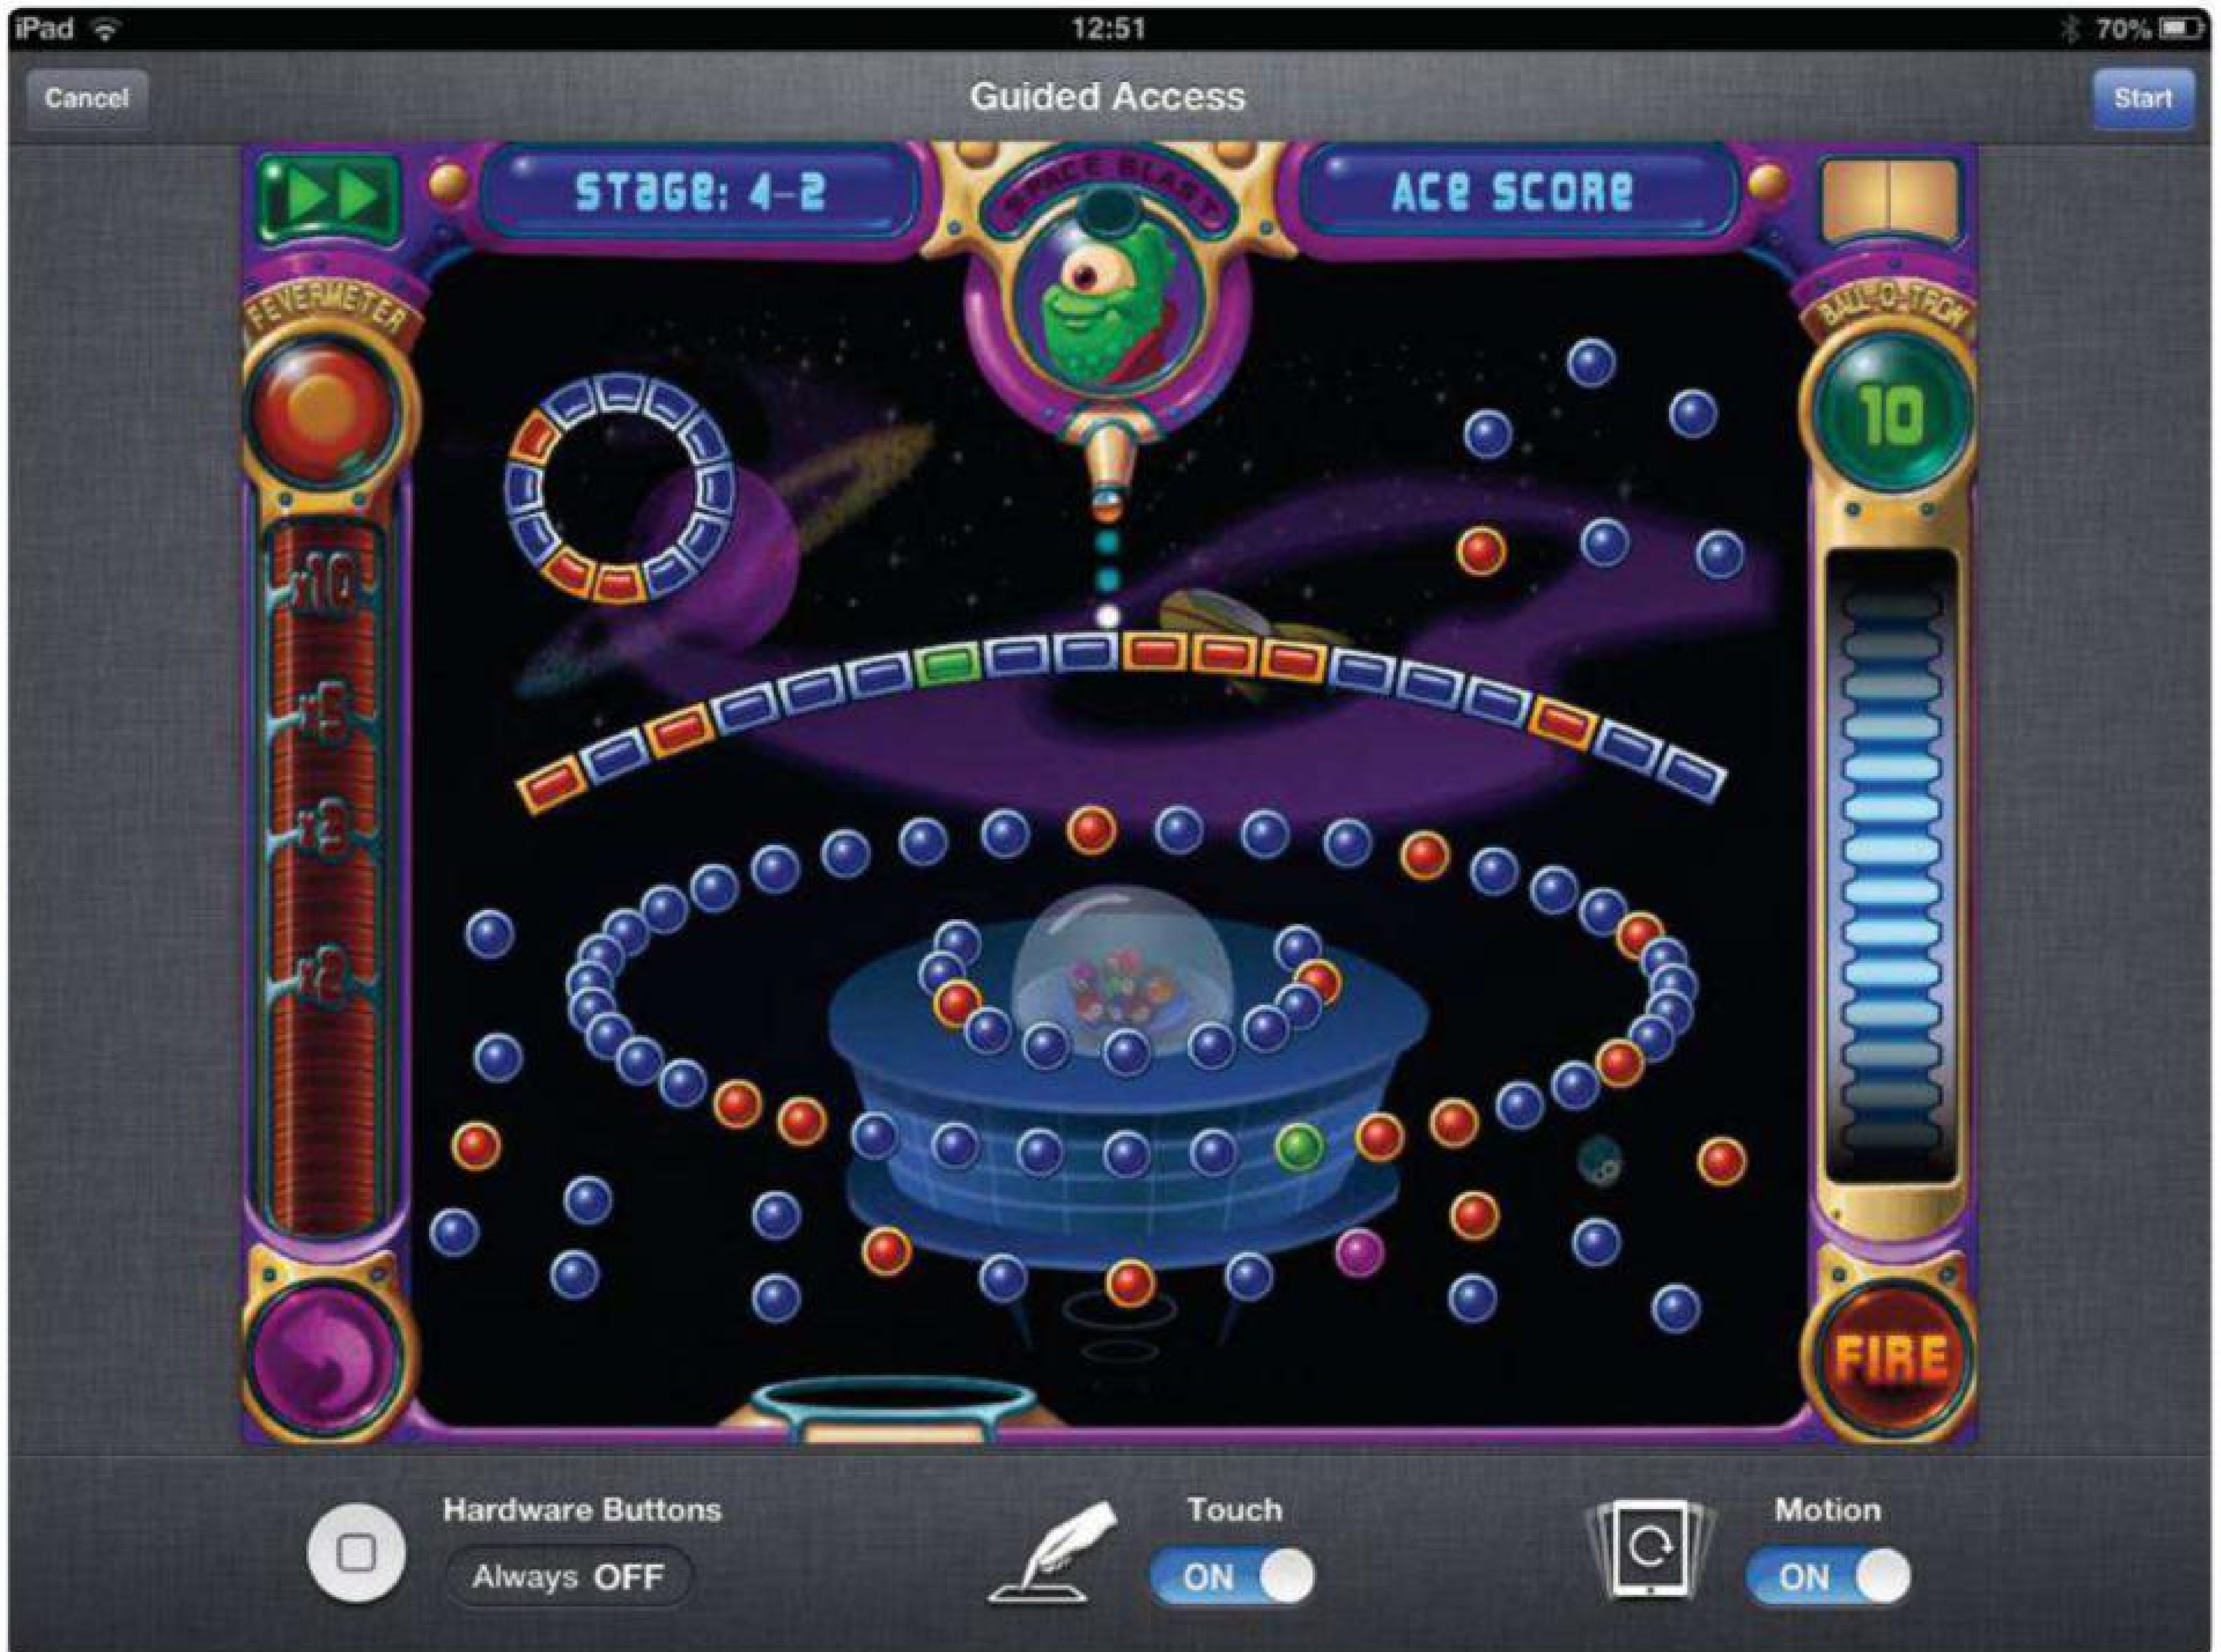 iPad 12:51 70%
Cancel Guided Access Start
STAGE: 4-2 SPACE BLAST ACE SCORE
FEVERMETER BALL-O-TRON
10
x10
x5
x3
x2
FIRE
Hardware Buttons Touch Motion
Always OFF ON ON